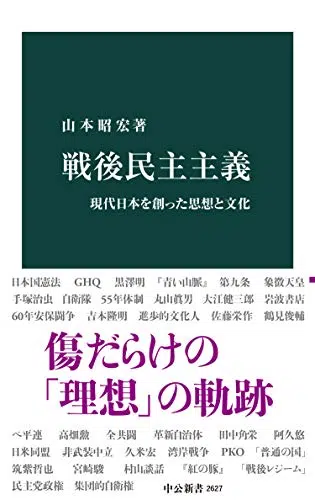 山本昭宏著
戦後民主主義
現代日本を創った思想と文化
日本国憲法 GHQ 黒澤明 『青い山脈』 第九条 象徴天皇
手塚治虫 自衛隊 55年体制 丸山眞男 大江健三郎 岩波書店
60年安保闘争 吉本隆明 進歩的文化人 佐藤栄作 鶴見俊輔
傷だらけの
「理想」の軌跡
ベ平連 高畑勲 全共闘 革新自治体 田中角栄 阿久悠
日米同盟 非武装中立 久米宏 湾岸戦争 PKO 「普通の国」
筑紫哲也 宮崎駿 村山談話 『紅の豚』 「戦後レジーム」
民主党政権 集団的自衛権 中公新書 2627